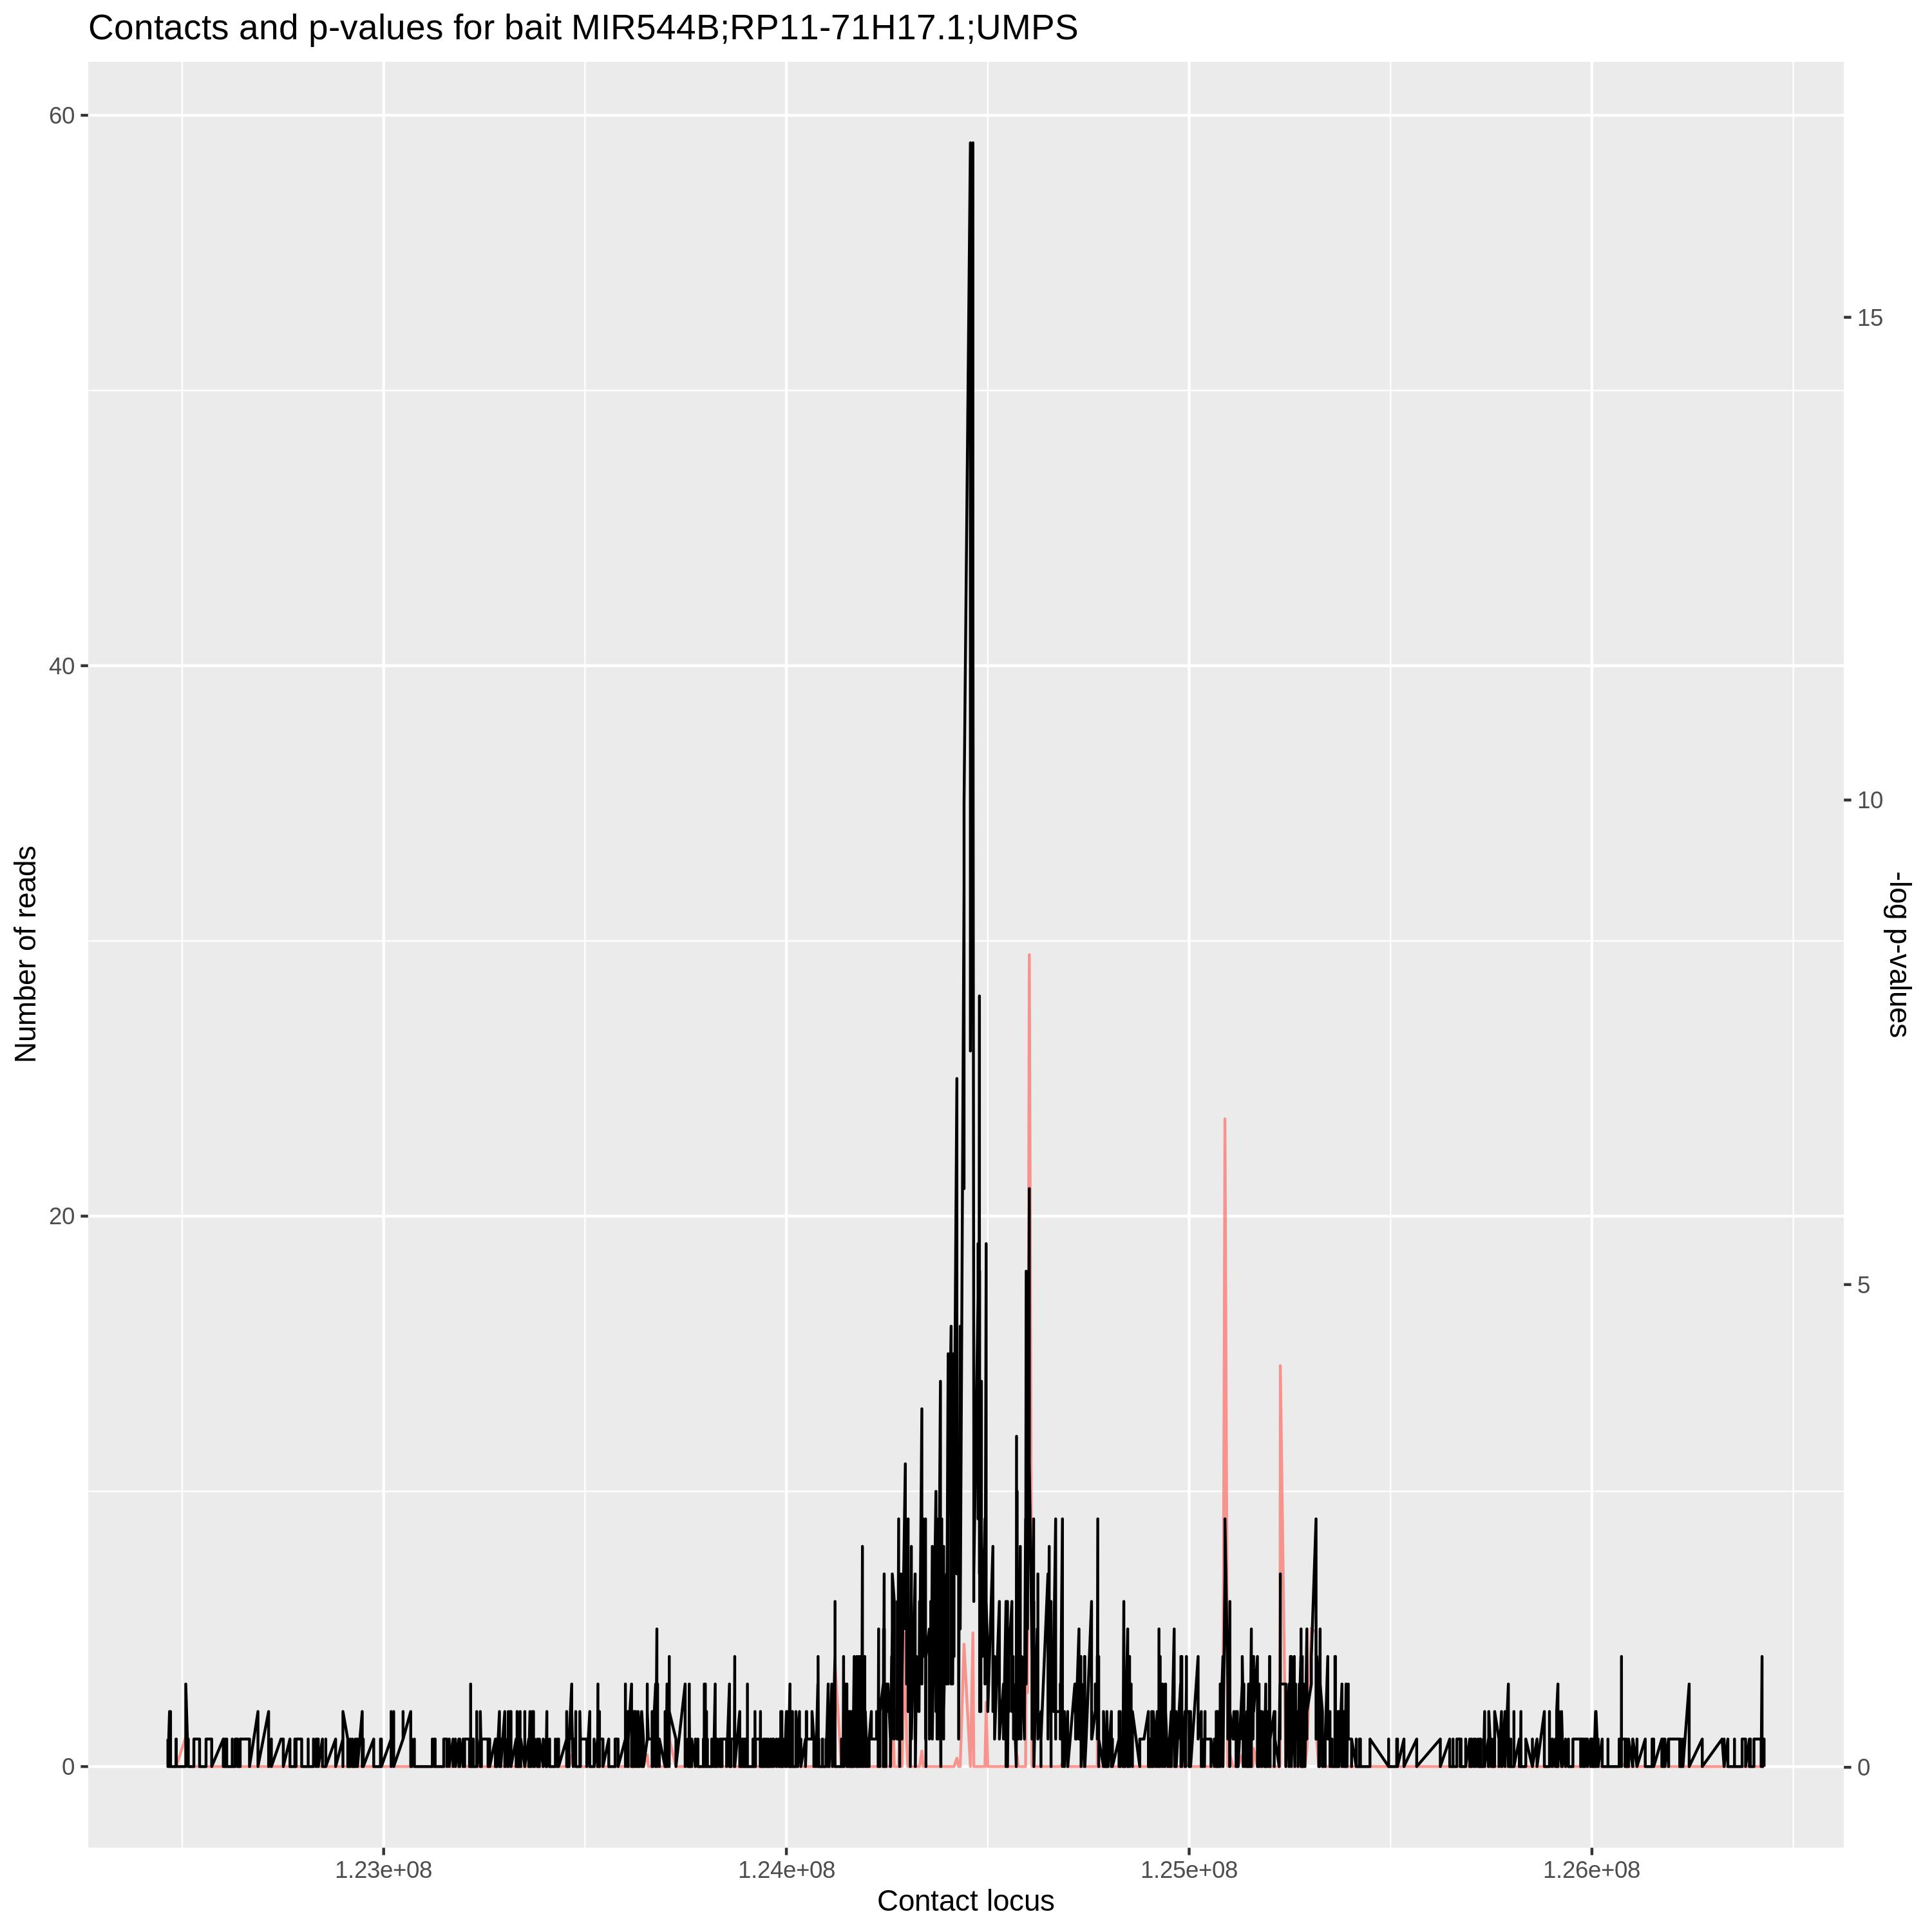 Contacts and p-values for bait MIR544B;RP11-71H17.1;UMPS
60
40
20
0
Number of reads
15
10
5
0
-log p-values
1.23e+08
1.24e+08
1.25e+08
1.26e+08
Contact locus